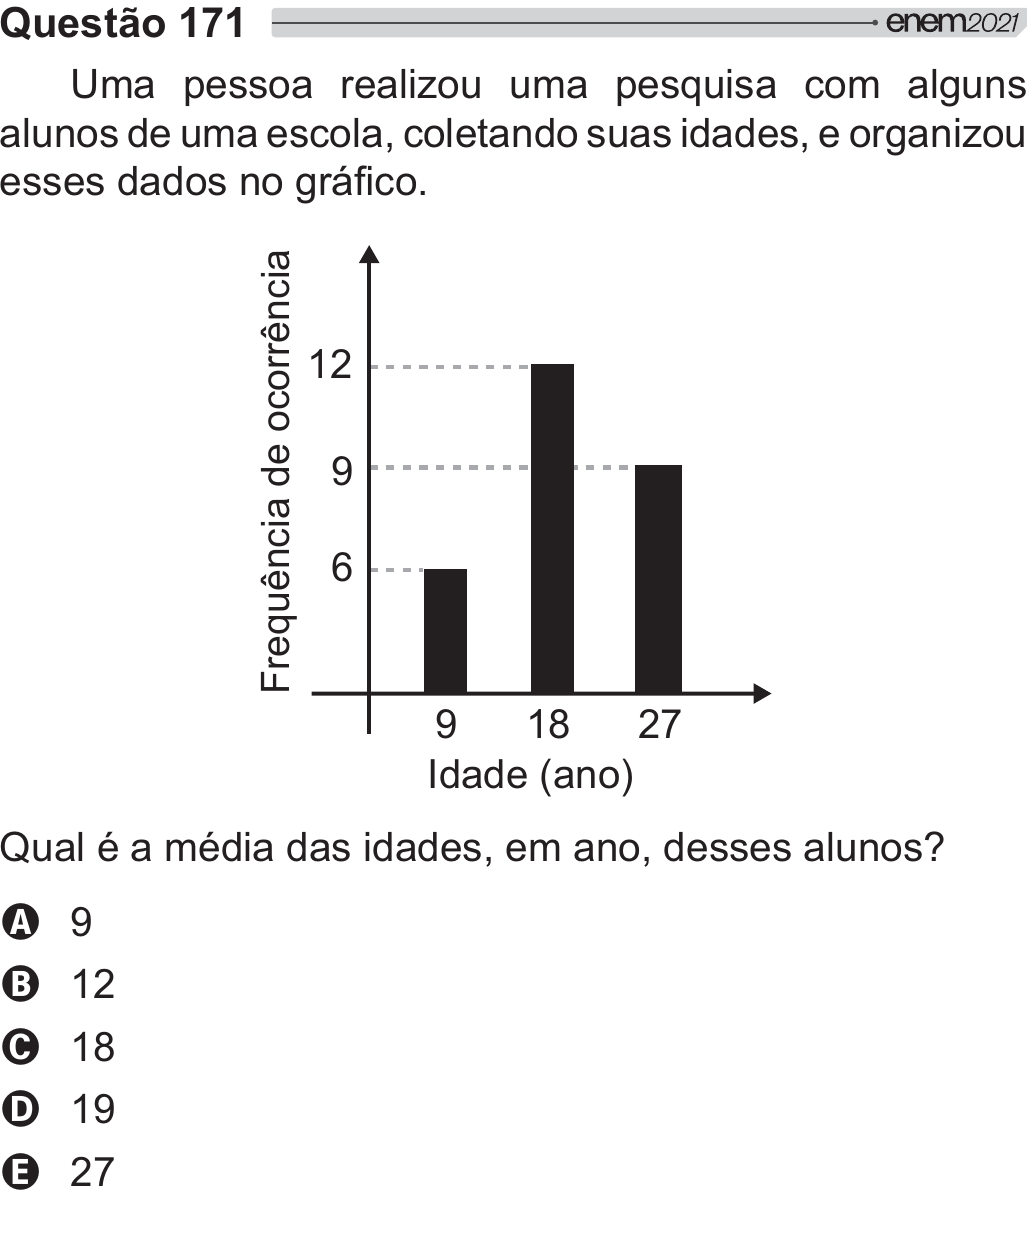 Questão 171
enem2021
Uma pessoa realizou uma pesquisa com alguns
alunos de uma escola, coletando suas idades, e organizou
esses dados no gráfico.
Frequência de ocorrência
12
9
6
9 18 27
Idade (ano)
Qual é a média das idades, em ano, desses alunos?
A 9
B 12
C 18
D 19
E 27